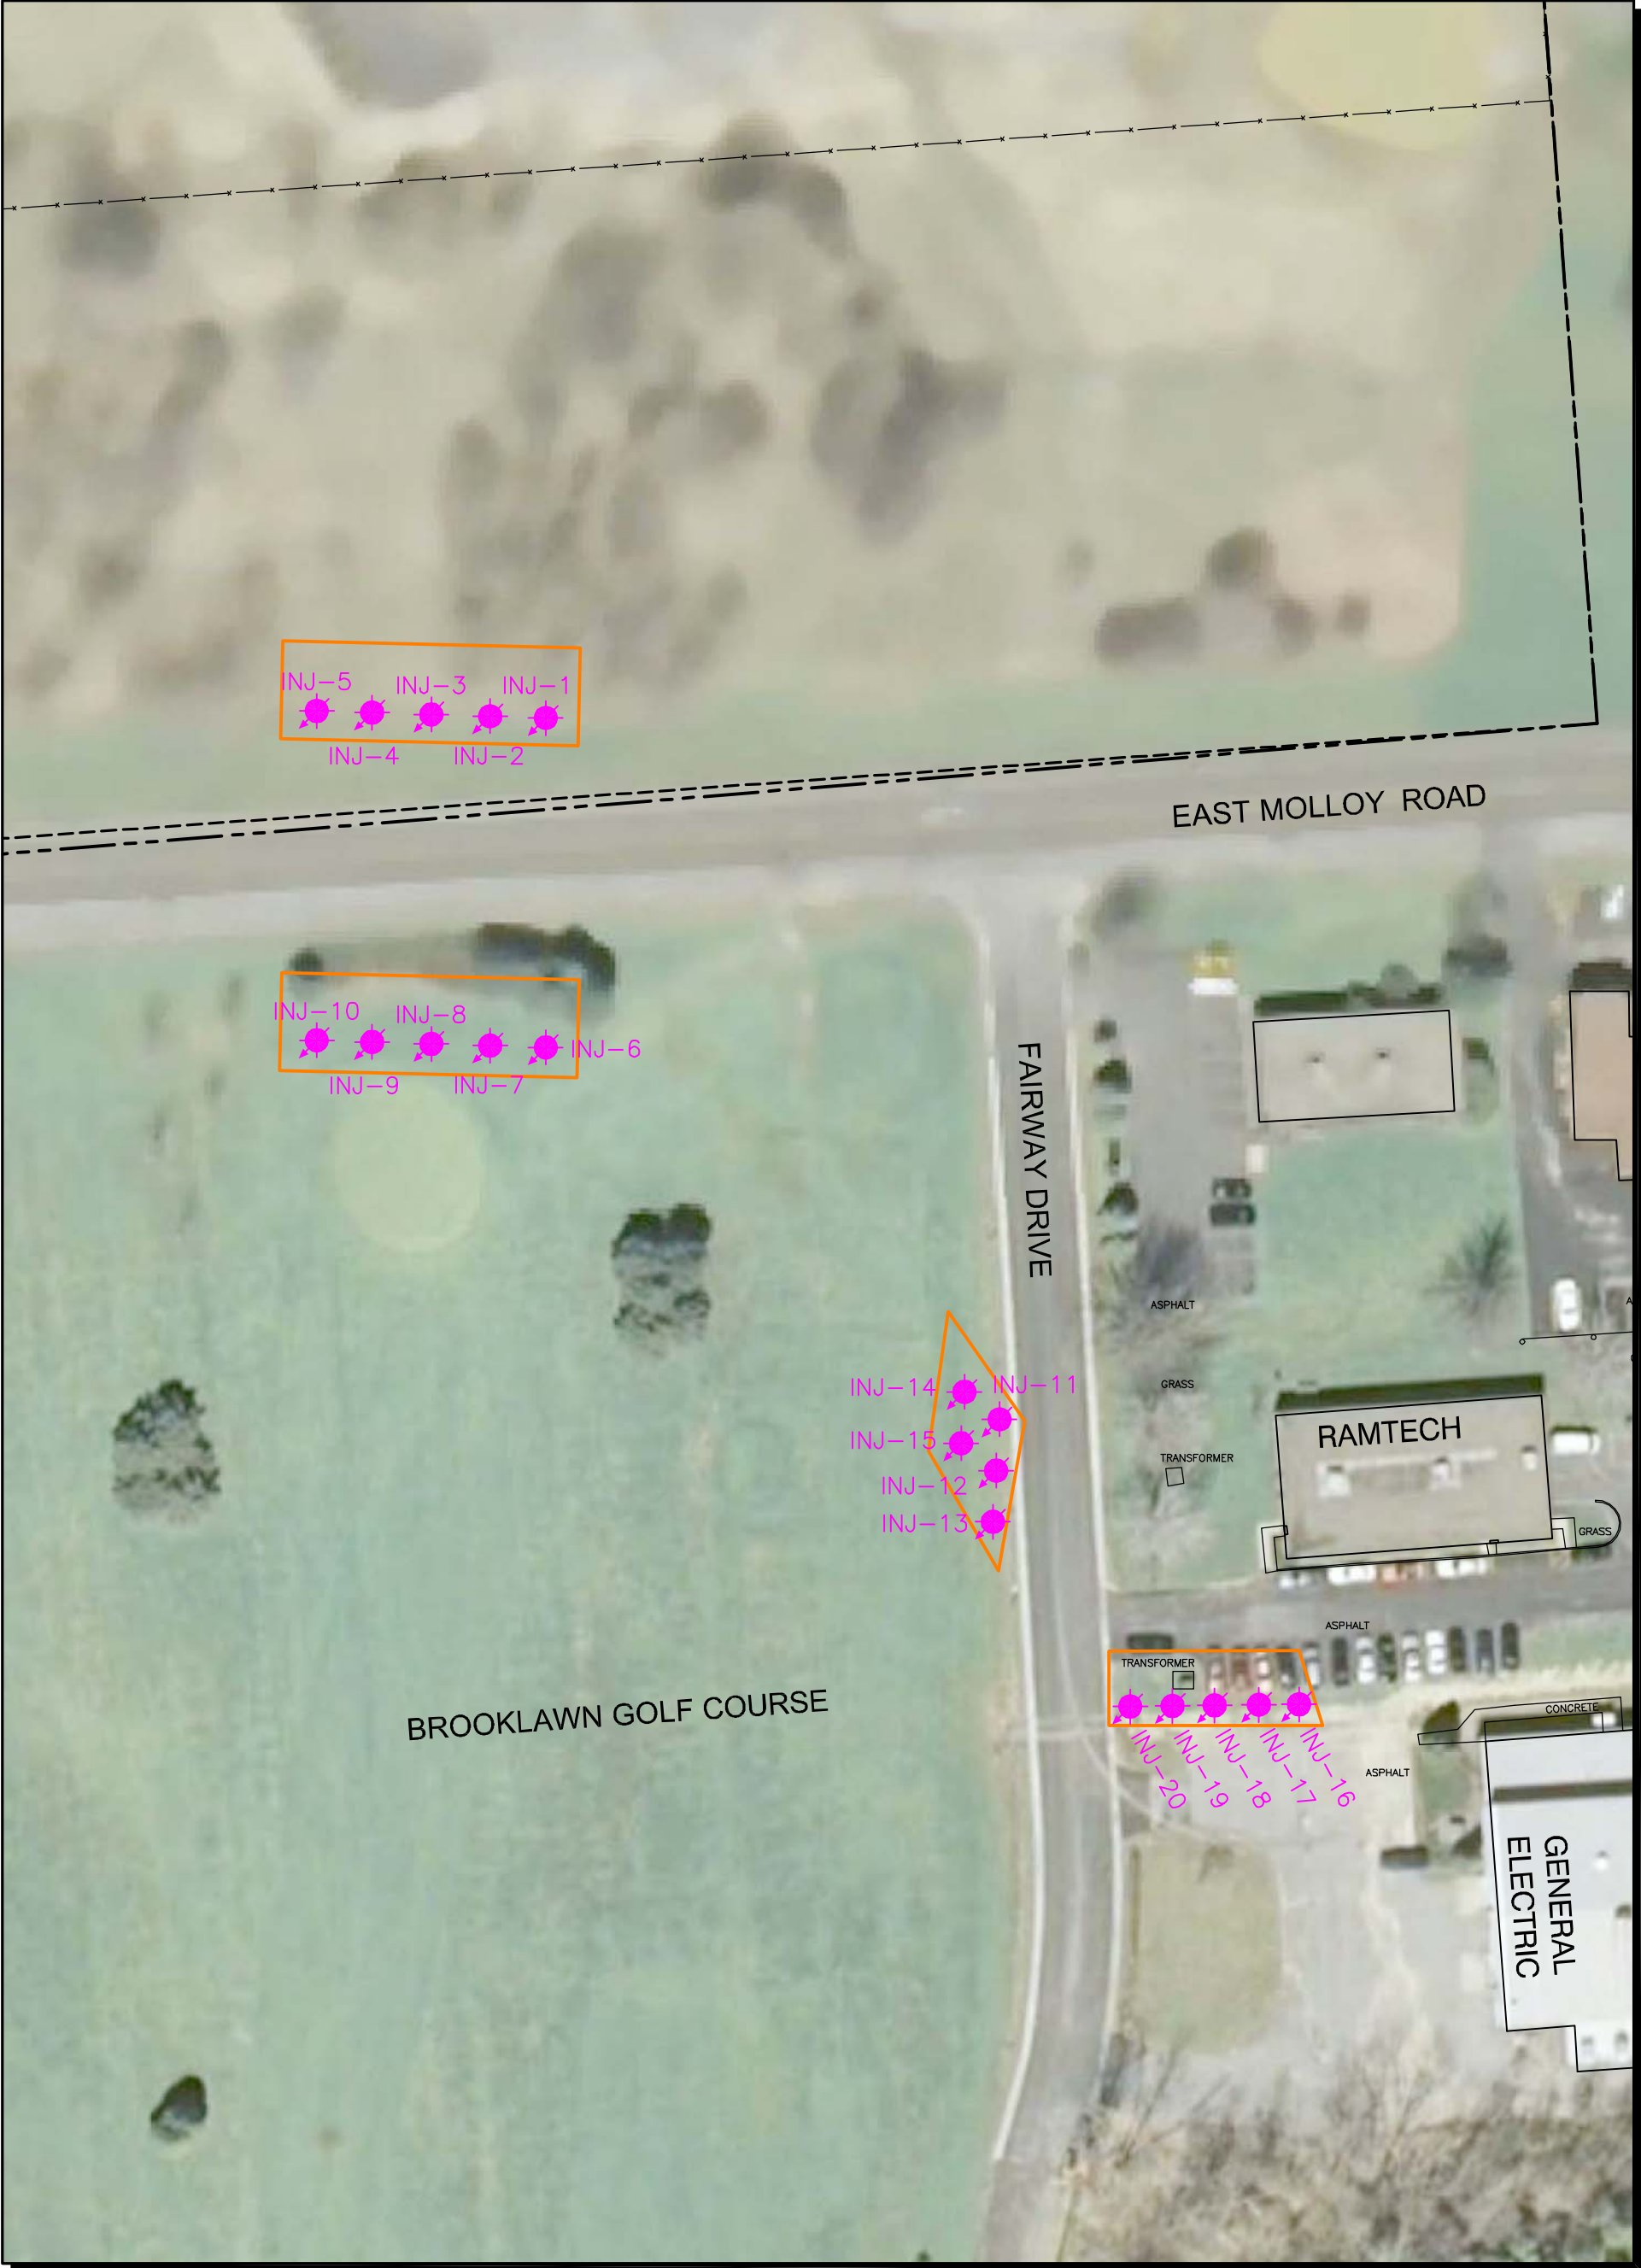 INJ-5
INJ-3
INJ-1
INJ-4
INJ-2
EAST MOLLOY ROAD
INJ-10
INJ-8
INJ-6
INJ-9
INJ-7
FAIRWAY DRIVE
ASPHALT
A
GRASS
INJ-14
INJ-11
INJ-15
RAMTECH
TRANSFORMER
INJ-12
INJ-13
GRASS
ASPHALT
TRANSFORMER
BROOKLAWN GOLF COURSE
CONCRETE
INJ-20
INJ-19
INJ-18
INJ-17
INJ-16
ASPHALT
GENERAL
ELECTRIC